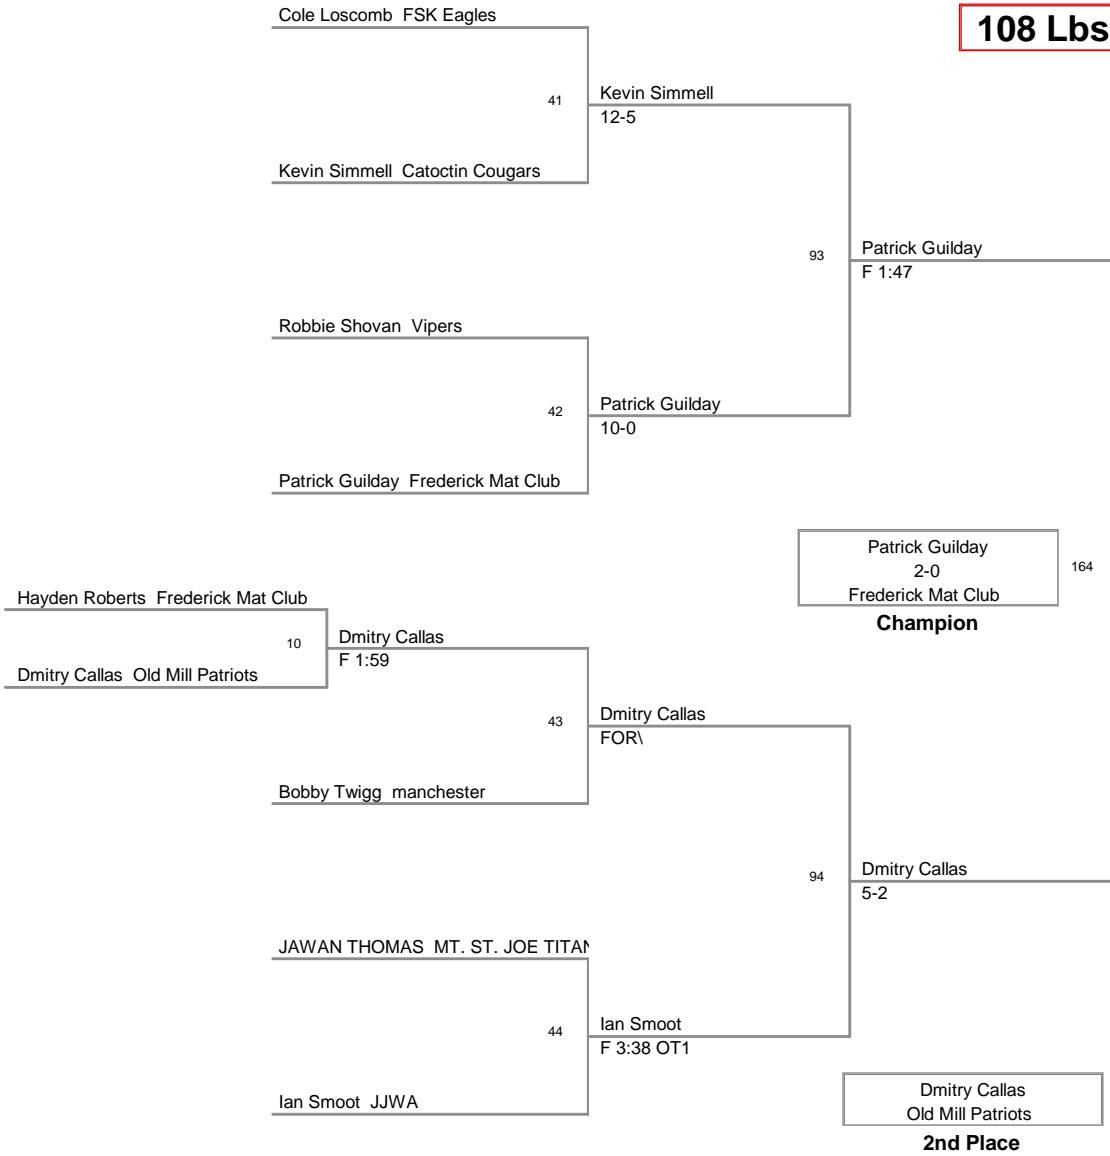 Cole Loscomb  FSK Eagles
108 Lbs
41
Kevin Simmell
12-5
Kevin Simmell  Catoctin Cougars
93
Patrick Guilday
F 1:47
Robbie Shovan  Vipers
42
Patrick Guilday
10-0
Patrick Guilday  Frederick Mat Club
Patrick Guilday
2-0
Frederick Mat Club
164
Champion
Hayden Roberts  Frederick Mat Club
10
Dmitry Callas
F 1:59
Dmitry Callas  Old Mill Patriots
43
Dmitry Callas
FOR\
Bobby Twigg  manchester
94
Dmitry Callas
5-2
JAWAN THOMAS  MT. ST. JOE TITAN
44
Ian Smoot
F 3:38 OT1
Ian Smoot  JJWA
Dmitry Callas
Old Mill Patriots
2nd Place